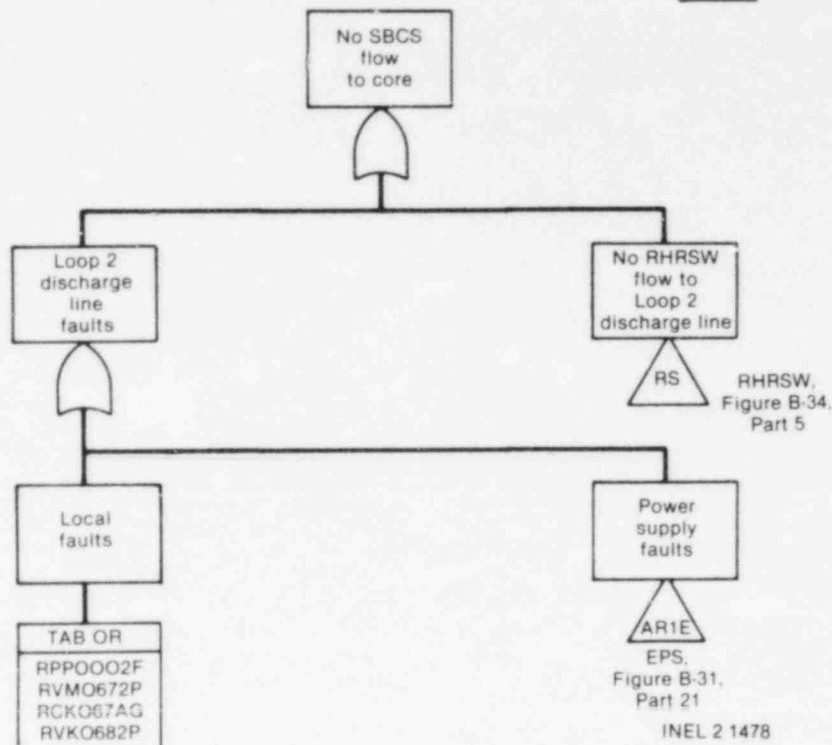 No SBCS
flow
to core
Loop 2
discharge
line
faults
No RHRSW
flow to
Loop 2
discharge line
RS
RHRSW,
Figure B-34,
Part 5
Local
faults
Power
supply
faults
TAB OR
RPPOOO2F
RVMO672P
RCKO67AG
RVKO682P
AR1E
EPS,
Figure B-31,
Part 21
INEL 2 1478